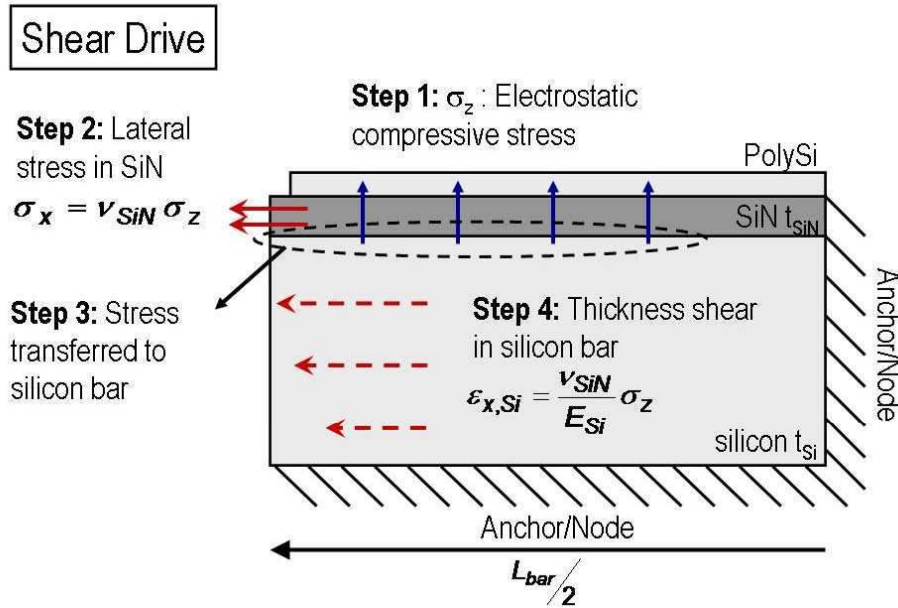 Shear Drive
Step 1: σz : Electrostatic
compressive stress
Step 2: Lateral
stress in SiN
σx = νSiN σz
PolySi
SiN tSiN
Anchor/Node
Step 3: Stress
transferred to
silicon bar
Step 4: Thickness shear
in silicon bar
εx,Si = νSiN/ESi σz
silicon tSi
Anchor/Node
Lbar/2